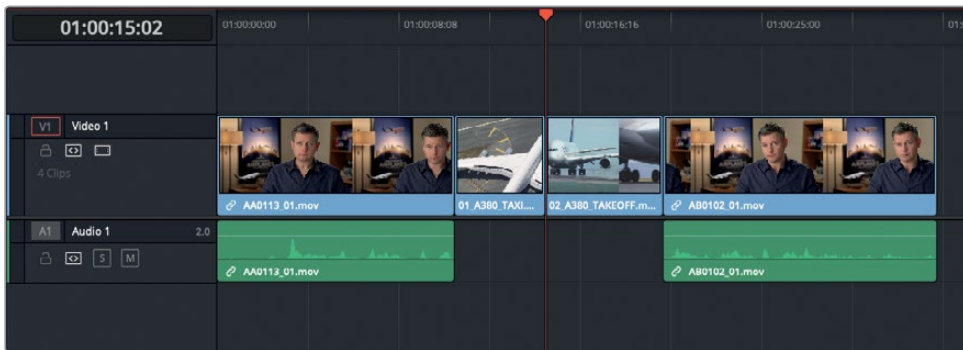 01:00:15:02
01:00:00:00
01:00:08:08
01:00:16:16
01:00:25:00
V1 Video 1
4 Clips
AA0113_01.mov
01_A380_TAXI....
02_A380_TAKEOFF.m...
AB0102_01.mov
A1 Audio 1 2.0
S M
AA0113_01.mov
AB0102_01.mov